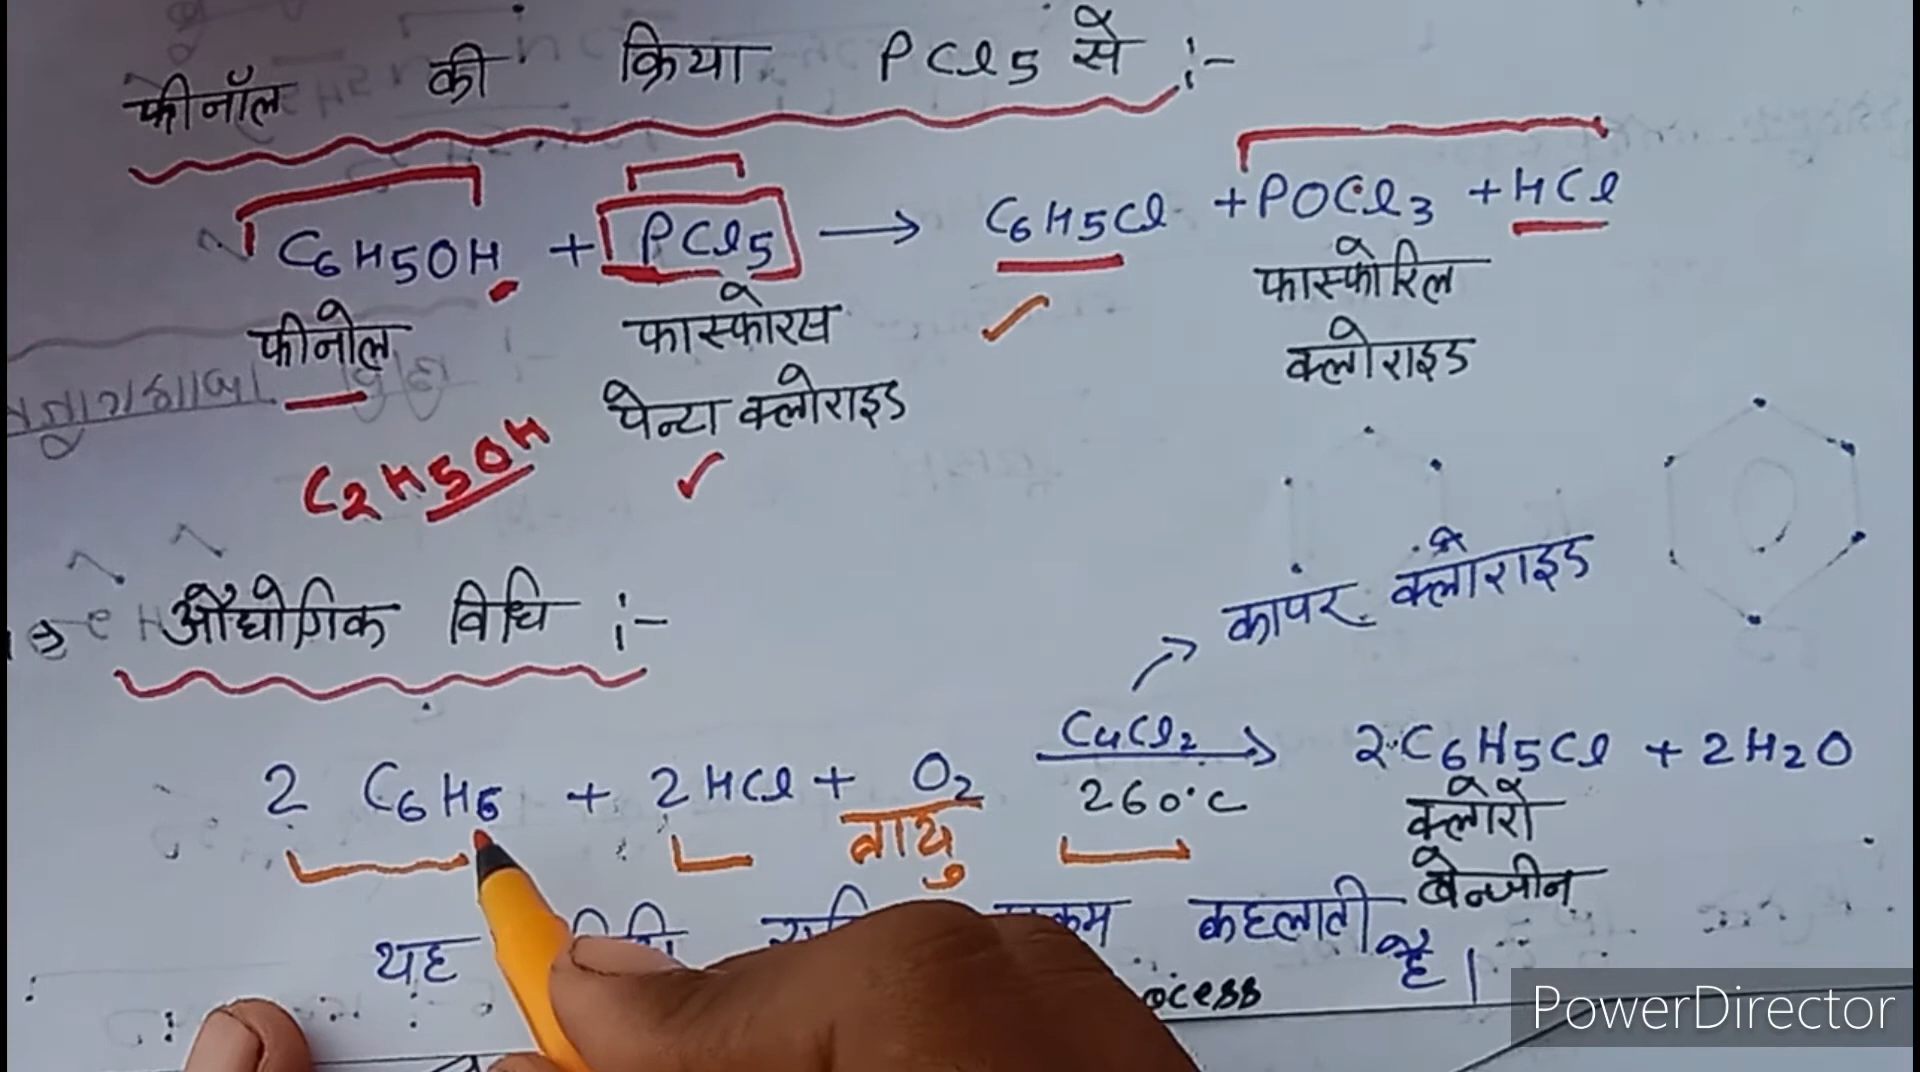 फीनॉल की क्रिया PCl5 से :-
C6H5OH + PCl5 → C6H5Cl + POCl3 + HCl
फीनोल फास्फोरस पेन्टा क्लोराइड फास्फोरिल क्लोराइड
C2H5OH
औद्योगिक विधि :-
कापर क्लोराइड
2 C6H6 + 2HCl + O2 CuCl2 260°C → 2C6H5Cl + 2H2O
वायु क्लोरो बेन्जीन
यह कहलाती है।
PowerDirector